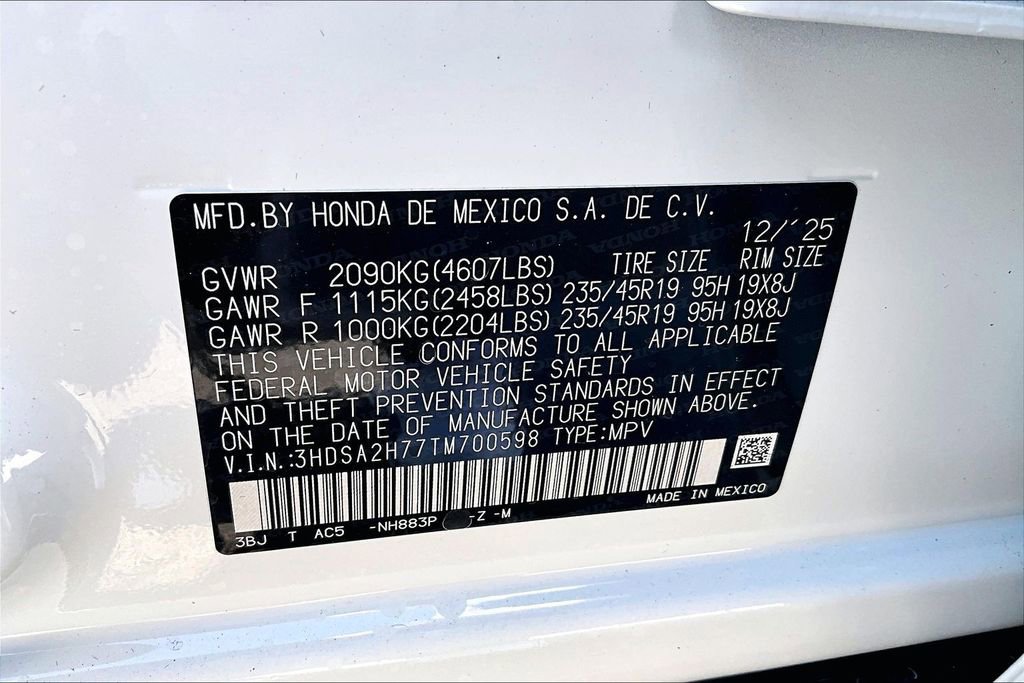 MFD.BY HONDA DE MEXICO S.A. DE C.V.
12/'25
GVWR 2090KG(4607LBS) TIRE SIZE RIM SIZE
GAWR F 1115KG(2458LBS) 235/45R19 95H 19X8J
GAWR R 1000KG(2204LBS) 235/45R19 95H 19X8J
THIS VEHICLE CONFORMS TO ALL APPLICABLE
FEDERAL MOTOR VEHICLE SAFETY
AND THEFT PREVENTION STANDARDS IN EFFECT
ON THE DATE OF MANUFACTURE SHOWN ABOVE.
V.I.N.:3HDSA2H77TM700598 TYPE:MPV
MADE IN MEXICO
3BJ T AC5 -NH883P -Z -M